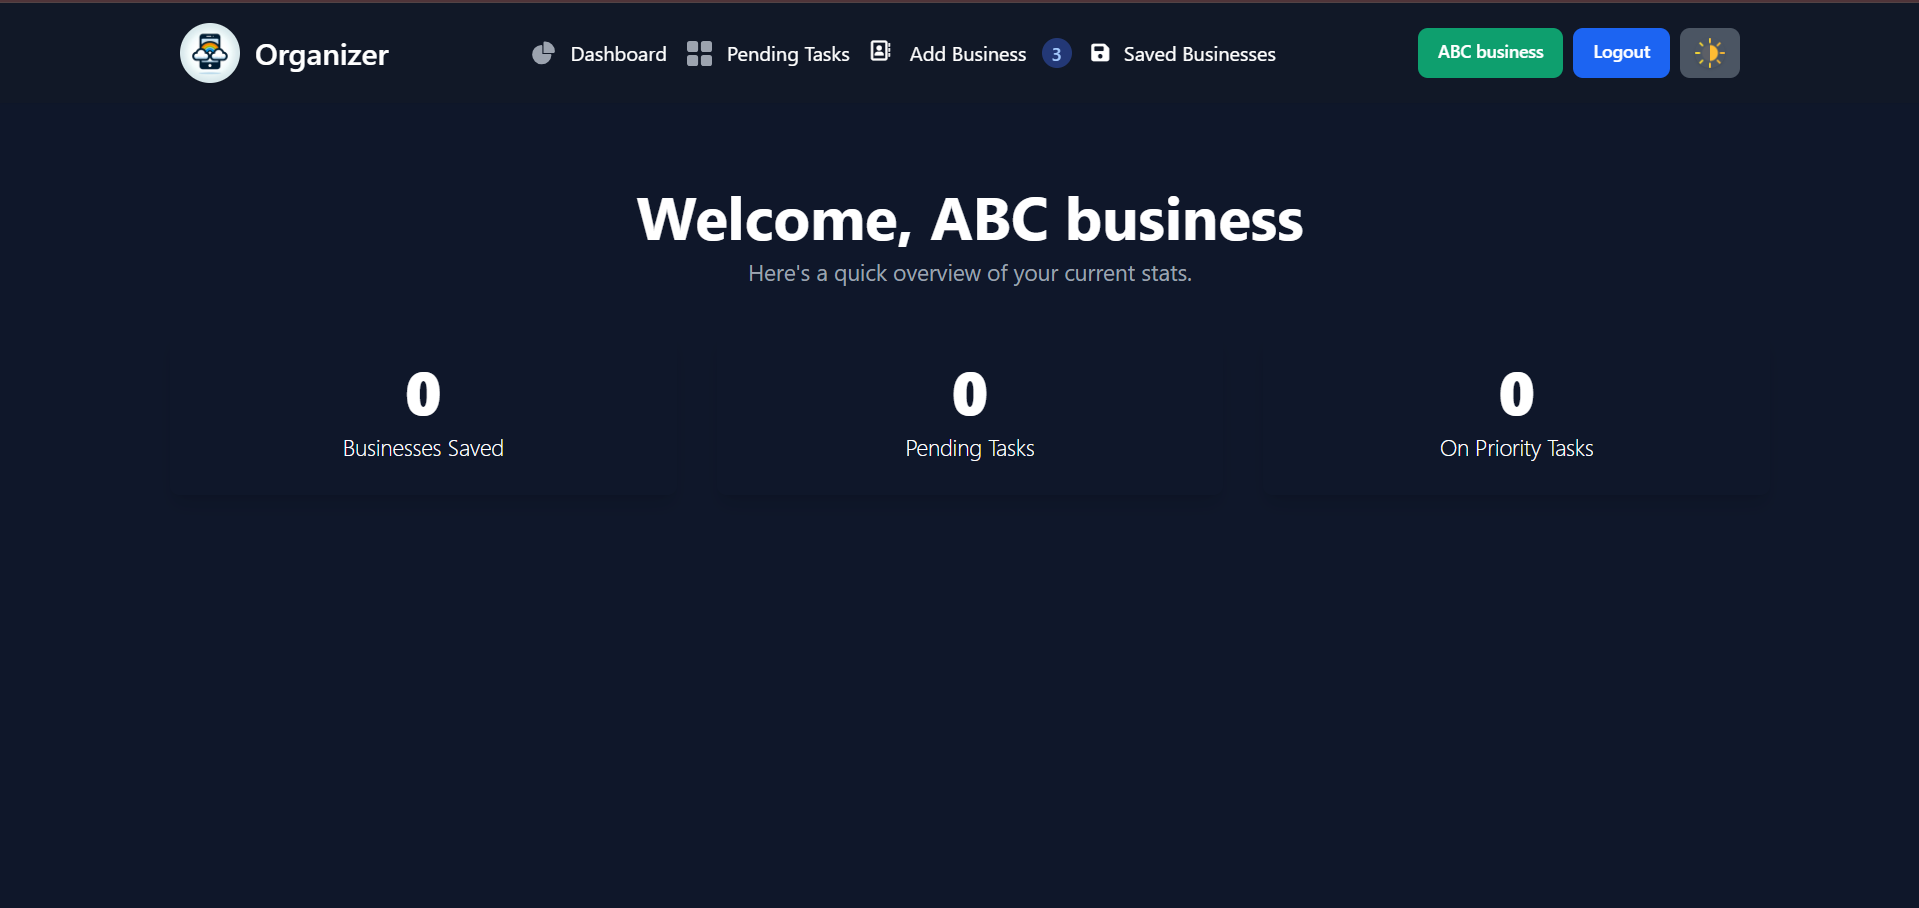 Organizer
Dashboard
Pending Tasks
Add Business
3
Saved Businesses
ABC business
Logout
Welcome, ABC business
Here's a quick overview of your current stats.
0
Businesses Saved
0
Pending Tasks
0
On Priority Tasks